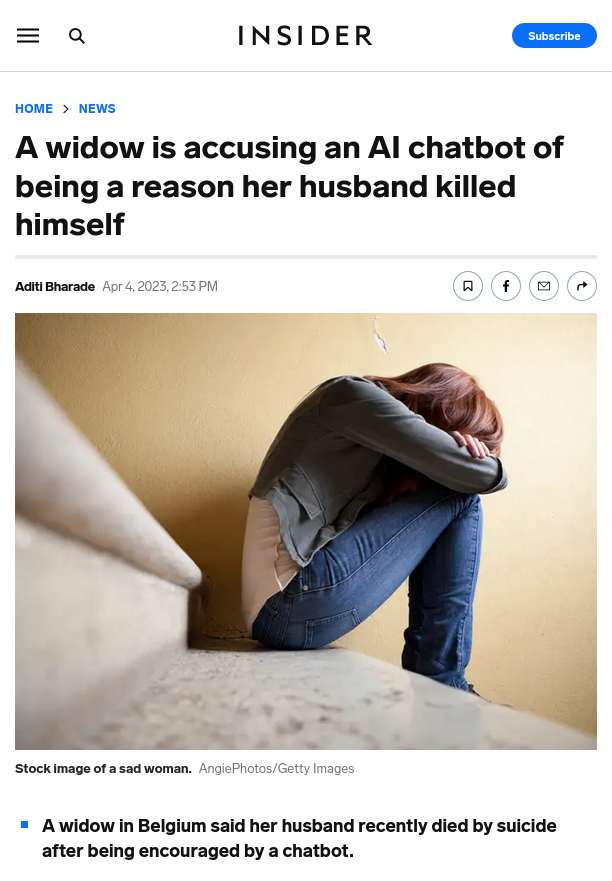 INSIDER
Subscribe
HOME > NEWS
A widow is accusing an AI chatbot of
being a reason her husband killed
himself
Aditi Bharade Apr 4, 2023, 2:53 PM
Stock image of a sad woman. AngiePhotos/Getty Images
A widow in Belgium said her husband recently died by suicide
after being encouraged by a chatbot.